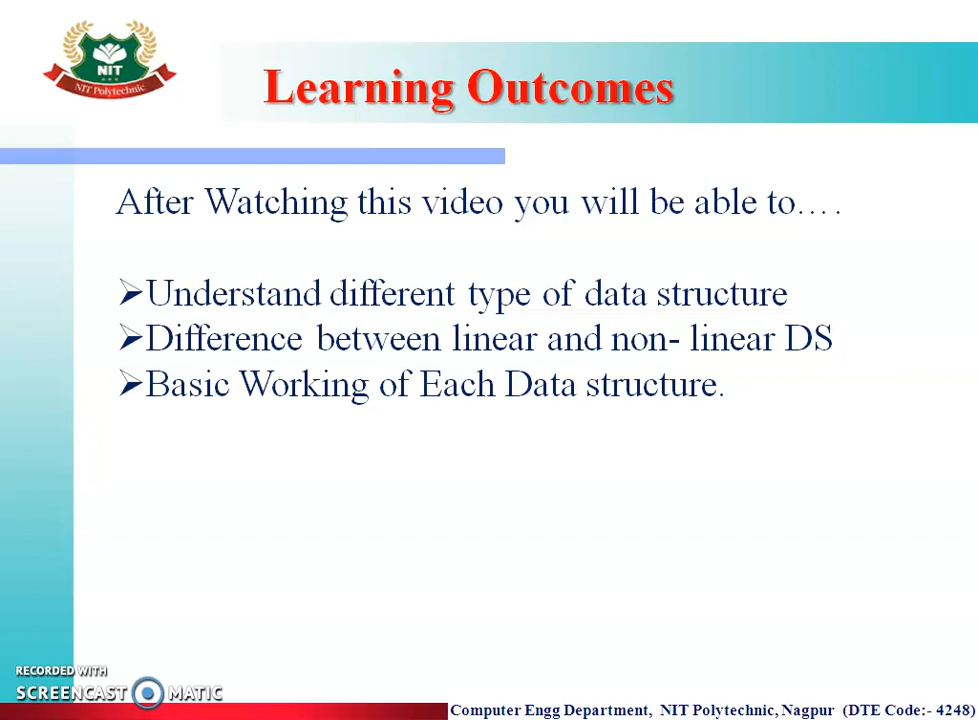 NIT
NIT Polytechnic
Learning Outcomes
After Watching this video you will be able to….
➢Understand different type of data structure
➢Difference between linear and non- linear DS
➢Basic Working of Each Data structure.
RECORDED WITH
SCREENCAST MATIC
Computer Engg Department, NIT Polytechnic, Nagpur (DTE Code:- 4248)